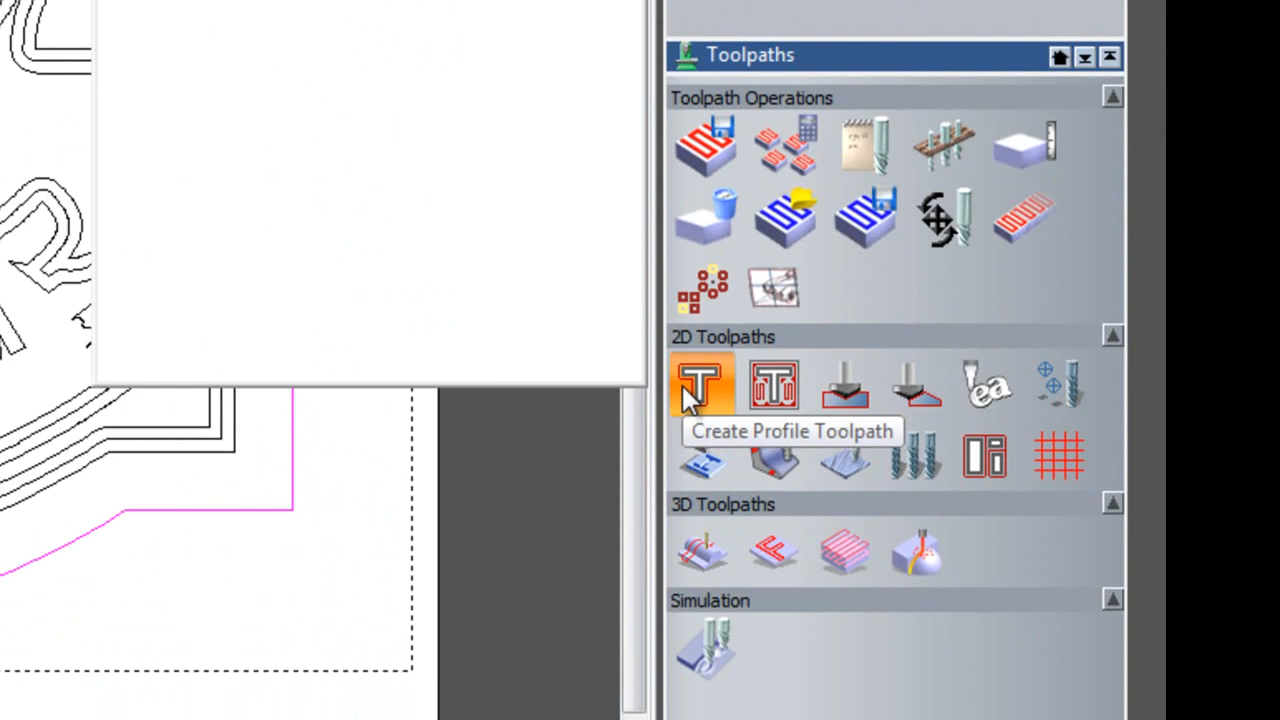 Toolpaths
Toolpath Operations
2D Toolpaths
Create Profile Toolpath
3D Toolpaths
Simulation